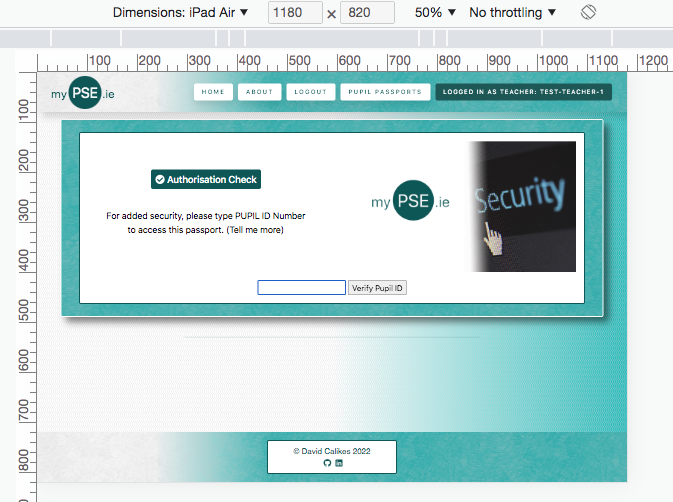 Dimensions: iPad Air ▼ 1180 × 820 50% ▼ No throttling ▼
100 200 300 400 500 600 700 800 900 1000 1100 1200
100
200
300
400
500
600
700
800
my PSE .ie
HOME ABOUT LOGOUT PUPIL PASSPORTS LOGGED IN AS TEACHER: TEST-TEACHER-1
Authorisation Check
For added security, please type PUPIL ID Number
to access this passport. (Tell me more)
my PSE .ie
Security
Verify Pupil ID
© David Calikes 2022